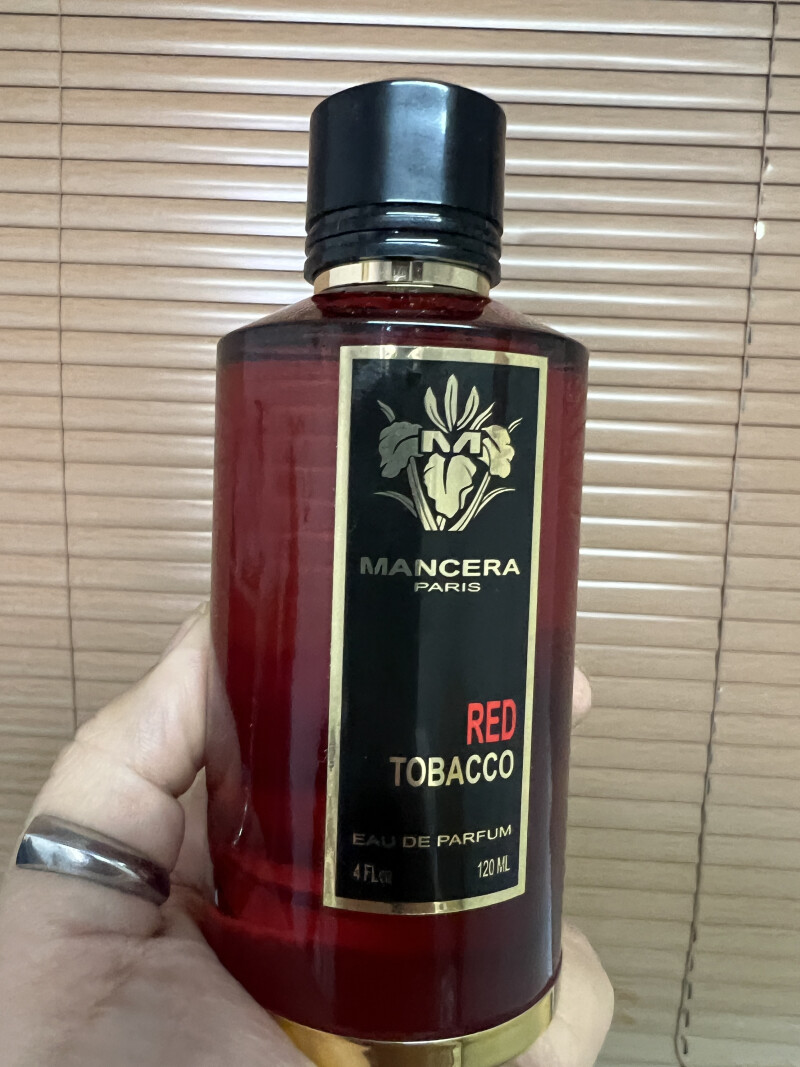 M
MANCERA
PARIS
RED
TOBACCO
EAU DE PARFUM
4 FL oz 120 ML